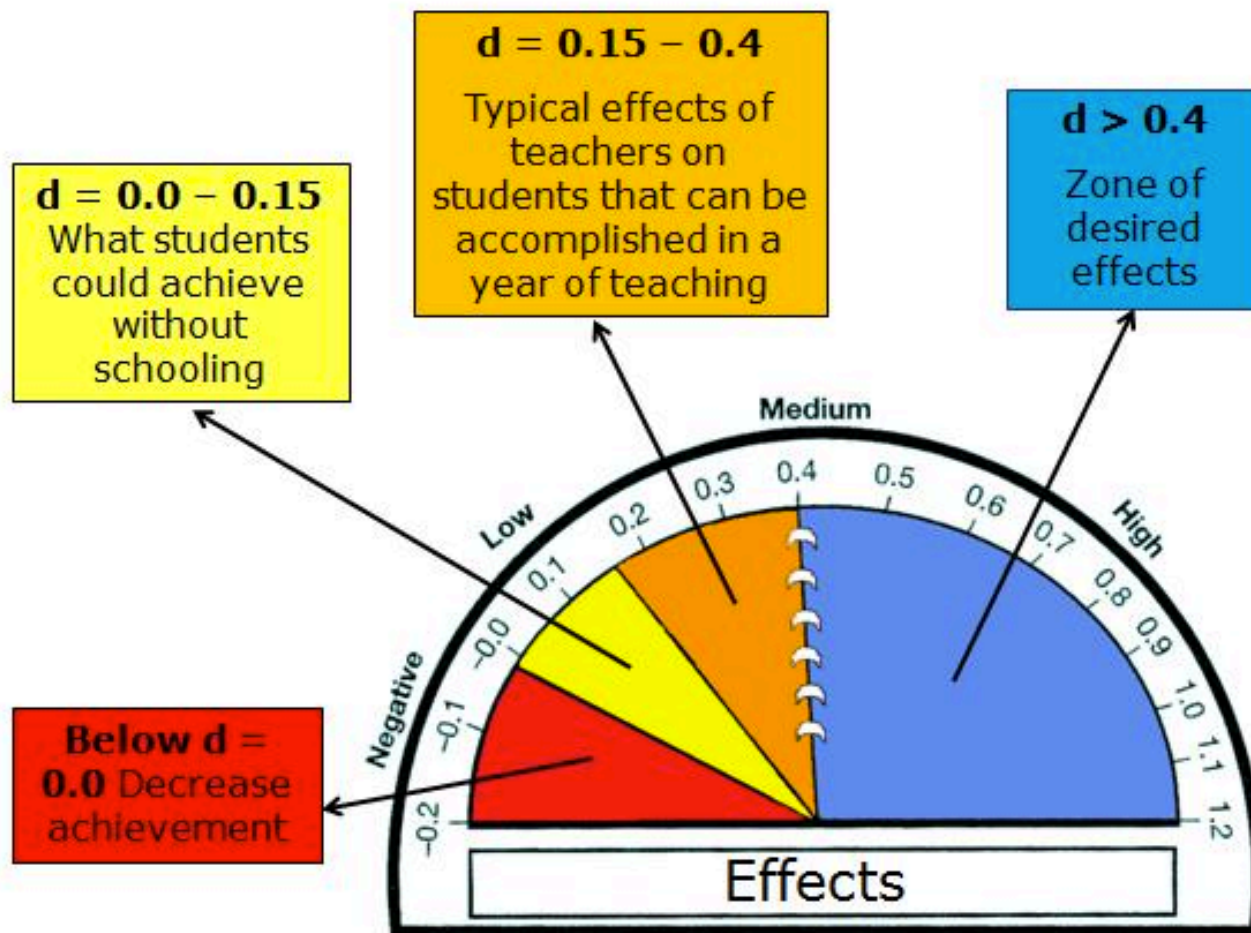 d = 0.15 – 0.4
Typical effects of
teachers on
students that can be
accomplished in a
year of teaching
d > 0.4
Zone of
desired
effects
d = 0.0 – 0.15
What students
could achieve
without
schooling
Below d =
0.0 Decrease
achievement
Negative
Low
Medium
High
–0.2
–0.1
–0.0
0.1
0.2
0.3
0.4
0.5
0.6
0.7
0.8
0.9
1.0
1.1
1.2
Effects